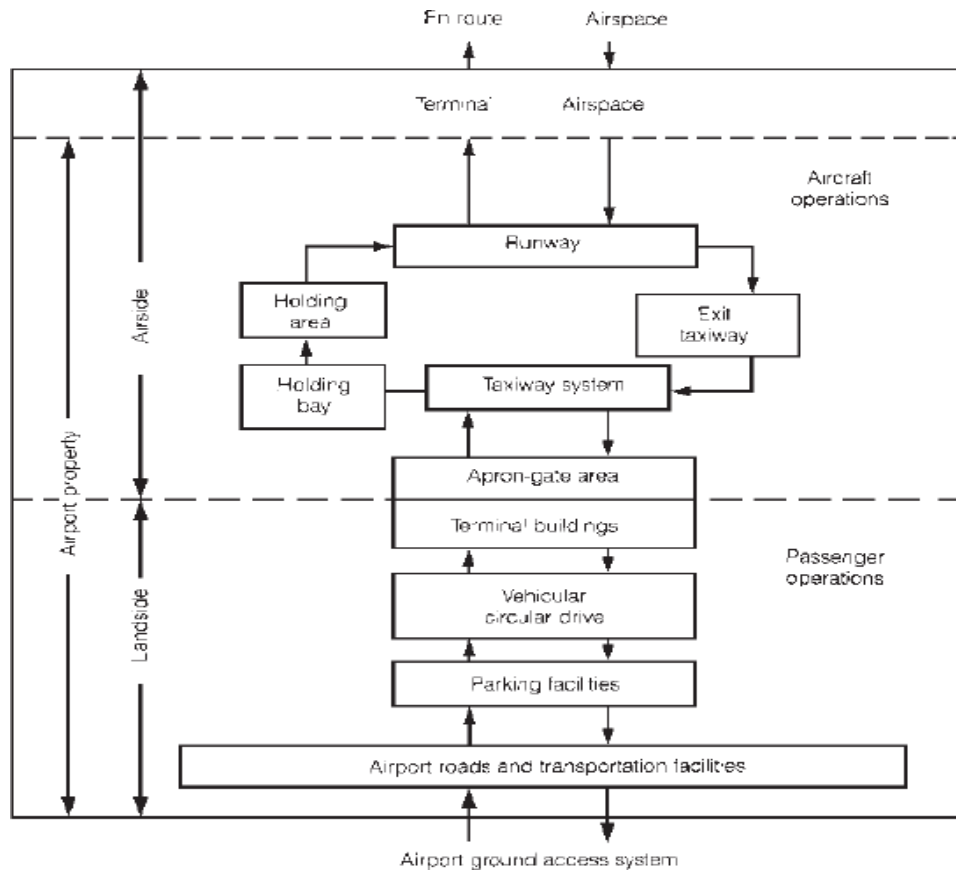 En route
Airspace
Terminal
Airspace
Aircraft
operations
Runway
Holding
area
Exit
taxiway
Airside
Taxiway system
Holding
bay
Apron-gate area
Airport property
Terminal buildings
Passenger
operations
Vehicular
circular drive
Landside
Parking facilities
Airport roads and transportation facilities
Airport ground access system